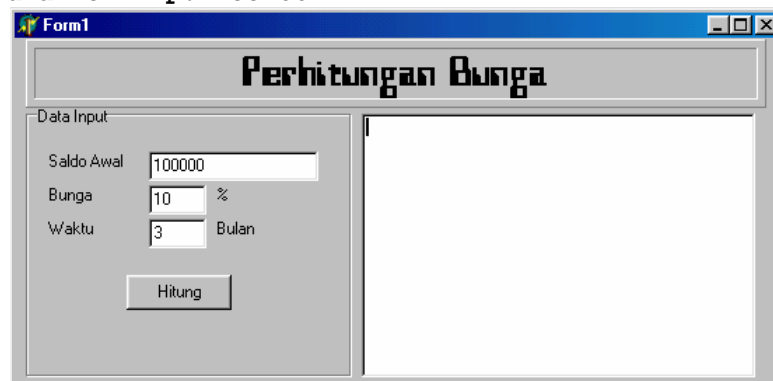 Form1
Perhitungan Bunga
Data Input
Saldo Awal 100000
Bunga 10 %
Waktu 3 Bulan
Hitung